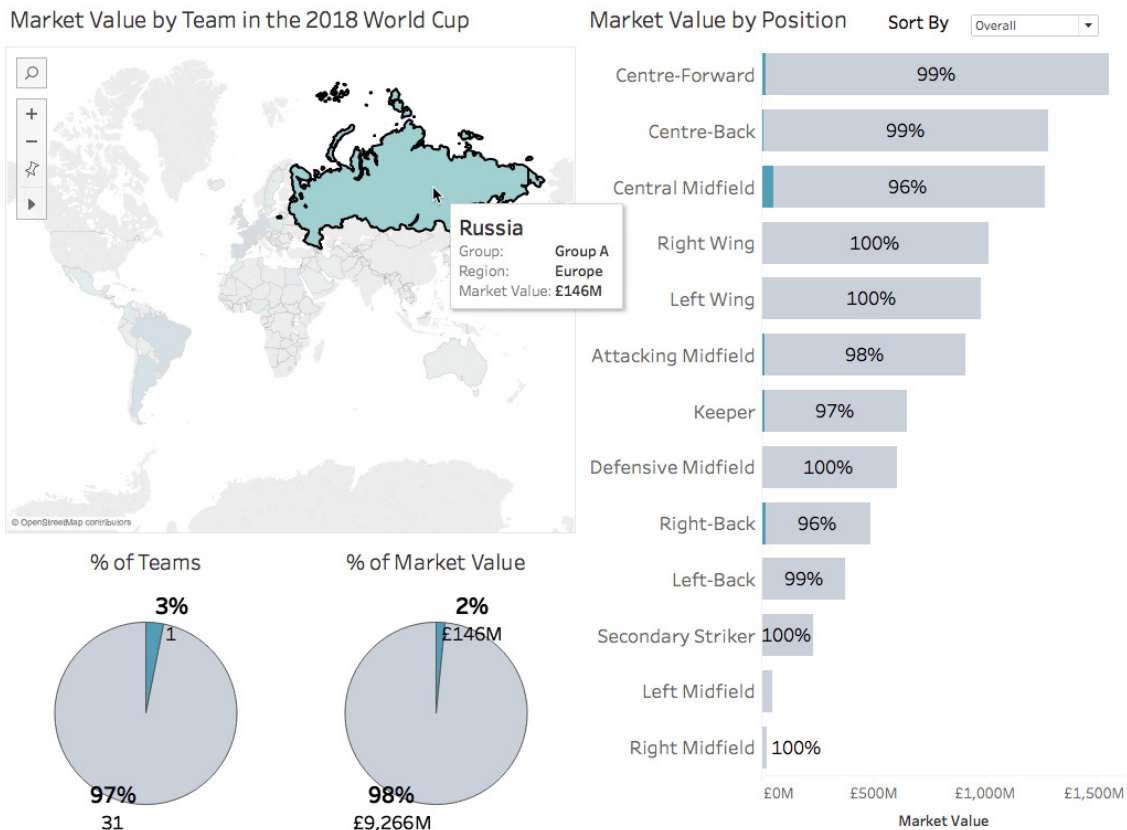 Market Value by Team in the 2018 World Cup
Russia
Group: Group A
Region: Europe
Market Value: £146M
© OpenStreetMap contributors
% of Teams
3%
1
97%
31
% of Market Value
2%
£146M
98%
£9,266M
Market Value by Position
Sort By Overall
Centre-Forward 99%
Centre-Back 99%
Central Midfield 96%
Right Wing 100%
Left Wing 100%
Attacking Midfield 98%
Keeper 97%
Defensive Midfield 100%
Right-Back 96%
Left-Back 99%
Secondary Striker 100%
Left Midfield
Right Midfield 100%
£0M £500M £1,000M £1,500M
Market Value